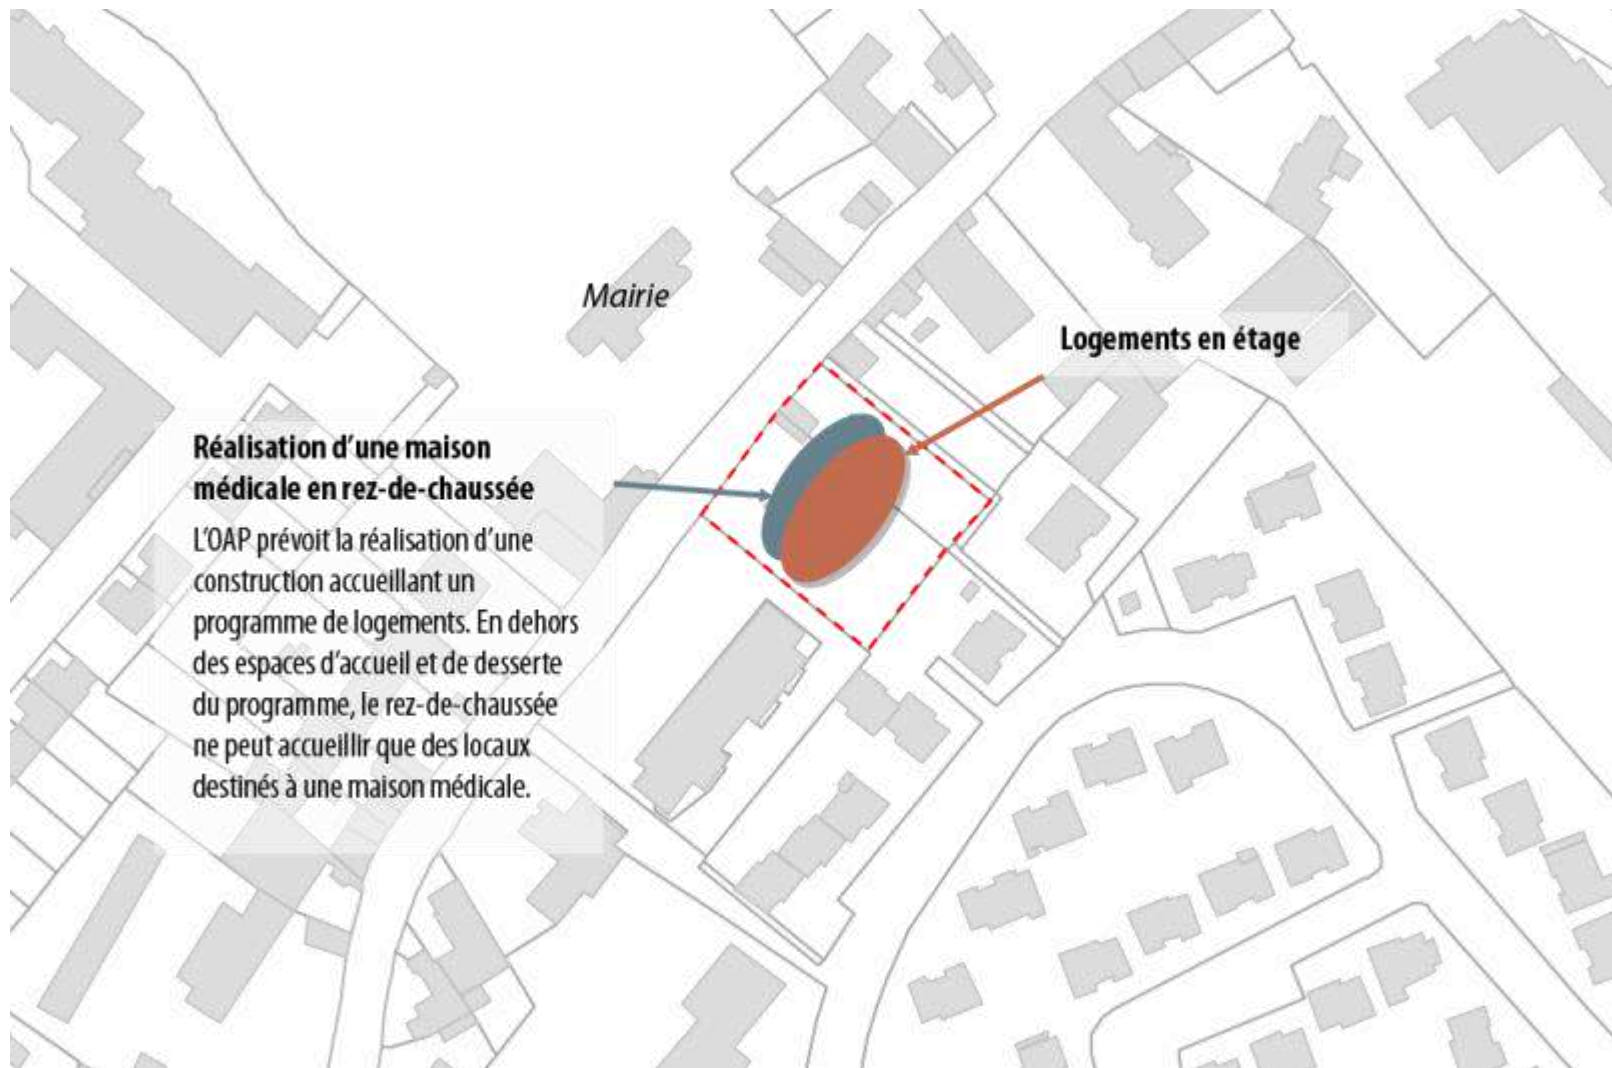 Mairie
Logements en étage
Réalisation d'une maison
médicale en rez-de-chaussée
L'OAP prévoit la réalisation d'une
construction accueillant un
programme de logements. En dehors
des espaces d'accueil et de desserte
du programme, le rez-de-chaussée
ne peut accueillir que des locaux
destinés à une maison médicale.